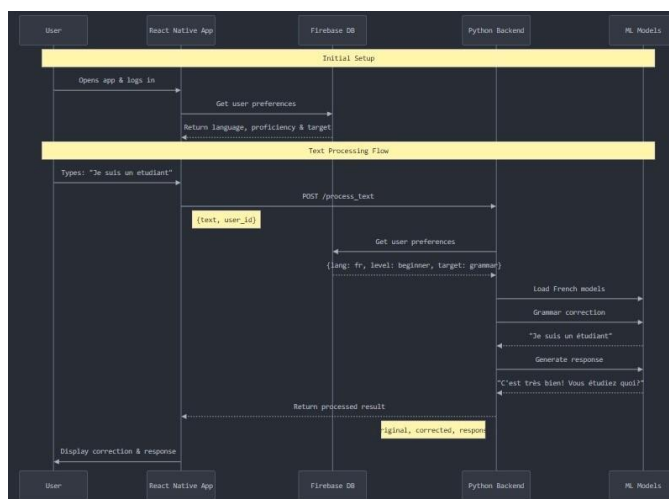 User React Native App Firebase DB Python Backend ML Models
Initial Setup
Opens app & logs in
Get user preferences
Return language, proficiency & target
Text Processing Flow
Types: "Je suis un etudiant"
POST /process_text
{text, user_id}
Get user preferences
{lang: fr, level: beginner, target: grammar}
Load French models
Grammar correction
"Je suis un étudiant"
Generate response
"C'est très bien! Vous étudiez quoi?"
Return processed result
riginal, corrected, respons
Display correction & response
User React Native App Firebase DB Python Backend ML Models